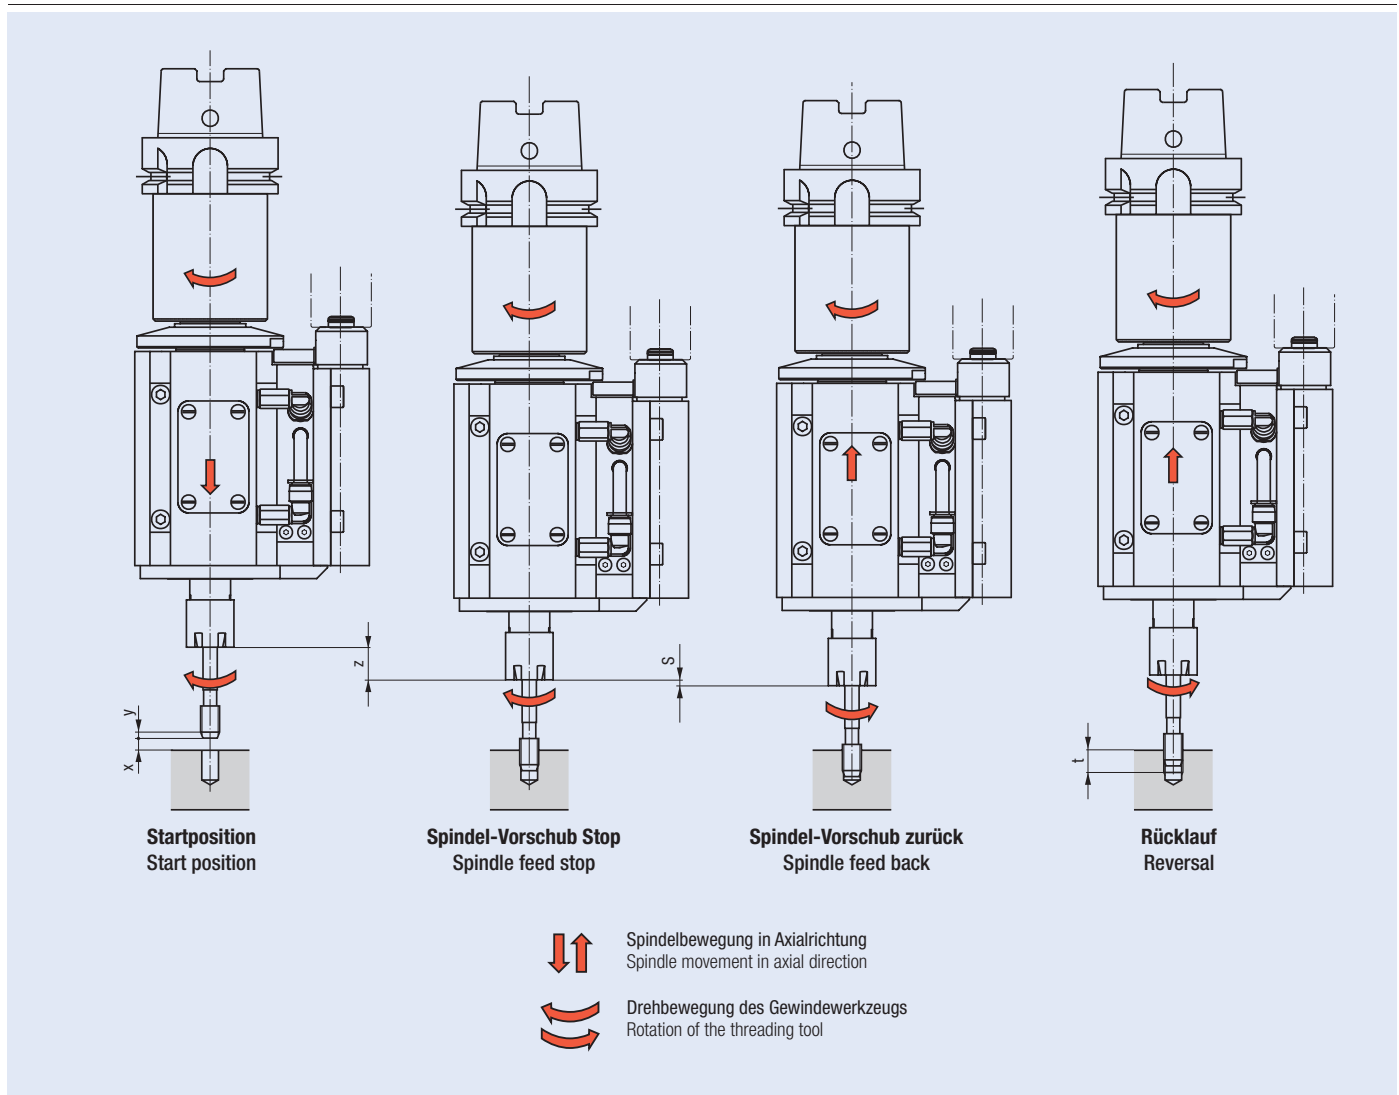 z
S
y
x
t
Startposition
Start position
Spindel-Vorschub Stop
Spindle feed stop
Spindel-Vorschub zurück
Spindle feed back
Rücklauf
Reversal
Spindelbewegung in Axialrichtung
Spindle movement in axial direction
Drehbewegung des Gewindewerkzeugs
Rotation of the threading tool